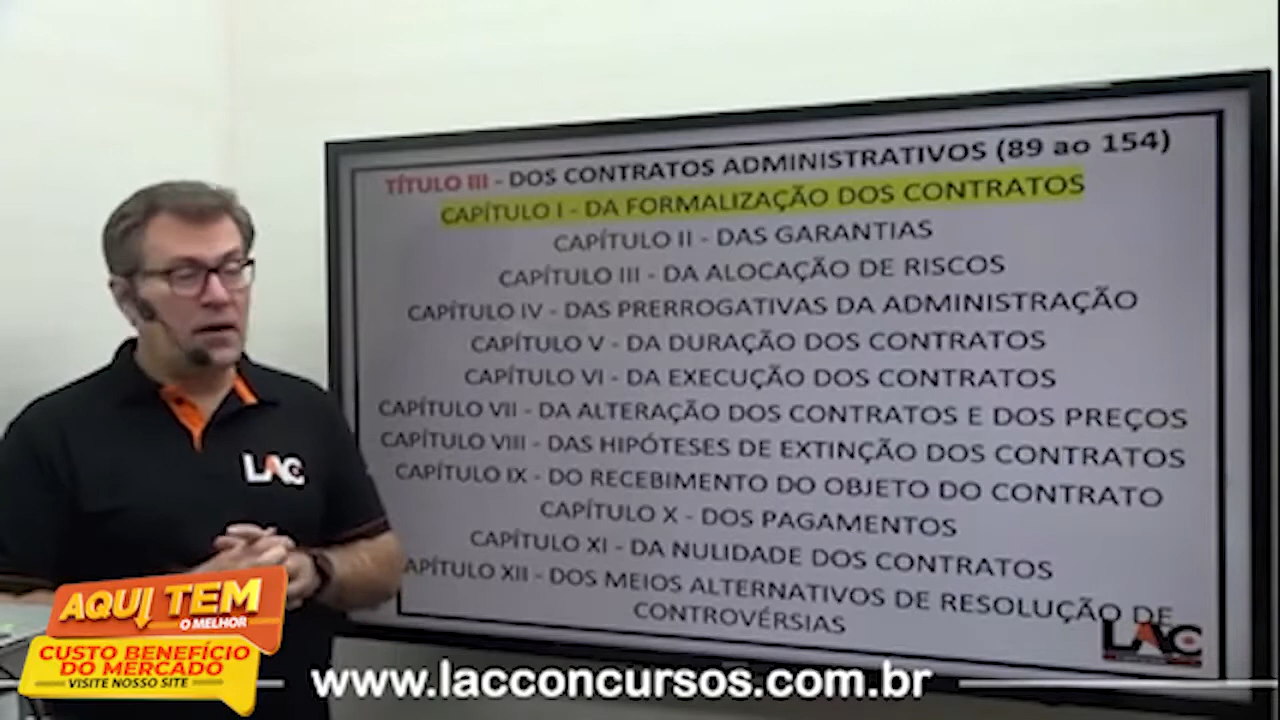 TÍTULO III - DOS CONTRATOS ADMINISTRATIVOS (89 ao 154)
CAPÍTULO I - DA FORMALIZAÇÃO DOS CONTRATOS
CAPÍTULO II - DAS GARANTIAS
CAPÍTULO III - DA ALOCAÇÃO DE RISCOS
CAPÍTULO IV - DAS PRERROGATIVAS DA ADMINISTRAÇÃO
CAPÍTULO V - DA DURAÇÃO DOS CONTRATOS
CAPÍTULO VI - DA EXECUÇÃO DOS CONTRATOS
CAPÍTULO VII - DA ALTERAÇÃO DOS CONTRATOS E DOS PREÇOS
CAPÍTULO VIII - DAS HIPÓTESES DE EXTINÇÃO DOS CONTRATOS
CAPÍTULO IX - DO RECEBIMENTO DO OBJETO DO CONTRATO
CAPÍTULO X - DOS PAGAMENTOS
CAPÍTULO XI - DA NULIDADE DOS CONTRATOS
CAPÍTULO XII - DOS MEIOS ALTERNATIVOS DE RESOLUÇÃO DE
CONTROVÉRSIAS
LAC
LAC
AQUI TEM
O MELHOR
CUSTO BENEFÍCIO
DO MERCADO
VISITE NOSSO SITE
www.lacconcursos.com.br